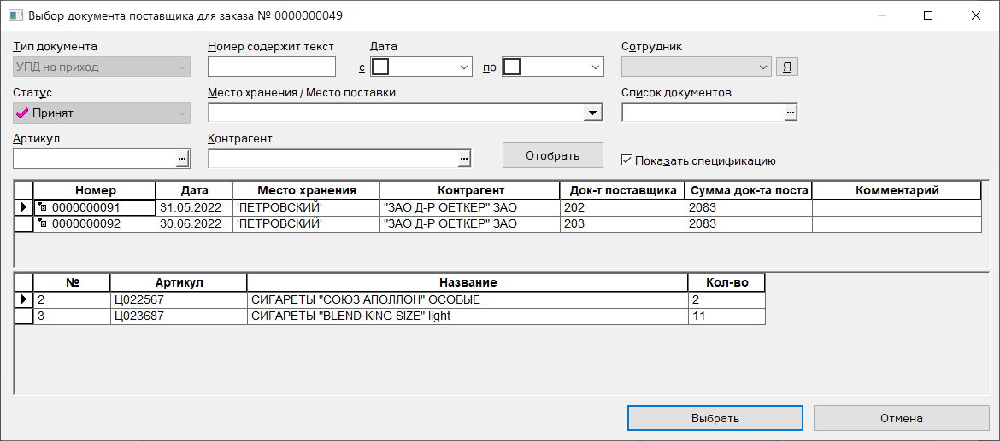 Выбор документа поставщика для заказа № 0000000049
Тип документа Номер содержит текст Дата Сотрудник
УПД на приход с по Я
Статус Место хранения / Место поставки Список документов
Принят
Артикул Контрагент
Отобрать Показать спецификацию
Номер Дата Место хранения Контрагент Док-т поставщика Сумма док-та поста Комментарий
0000000091 31.05.2022 'ПЕТРОВСКИЙ' "ЗАО Д-Р ОЕТКЕР" ЗАО 202 2083
0000000092 30.06.2022 'ПЕТРОВСКИЙ' "ЗАО Д-Р ОЕТКЕР" ЗАО 203 2083
№ Артикул Название Кол-во
2 Ц022567 СИГАРЕТЫ "СОЮЗ АПОЛЛОН" ОСОБЫЕ 2
3 Ц023687 СИГАРЕТЫ "BLEND KING SIZE" light 11
Выбрать Отмена